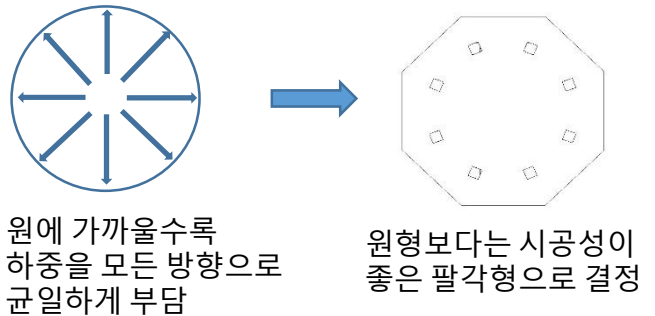 원에 가까울수록
하중을 모든 방향으로
균일하게 부담
원형보다는 시공성이
좋은 팔각형으로 결정